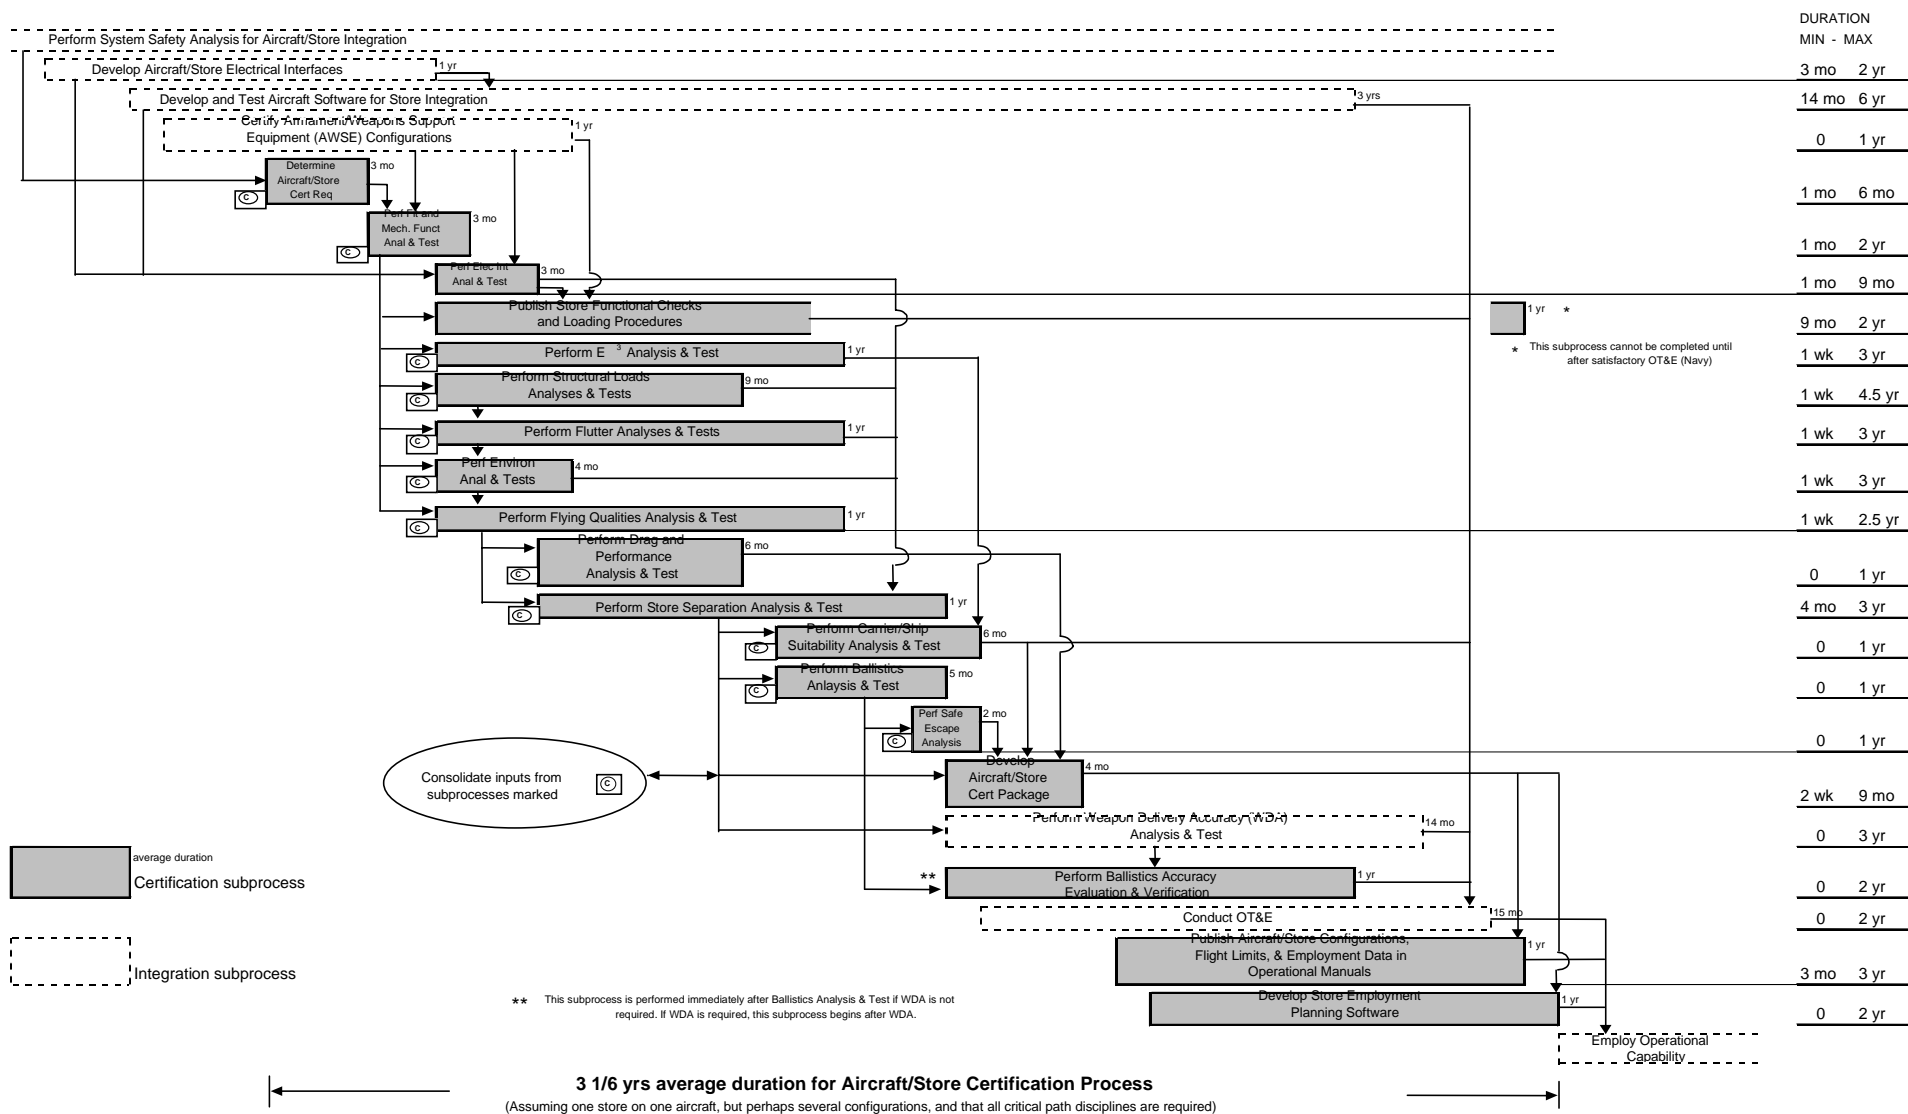 DURATION
MIN - MAX
Perform System Safety Analysis for Aircraft/Store Integration
Develop Aircraft/Store Electrical Interfaces
1 yr
3 mo 2 yr
Develop and Test Aircraft Software for Store Integration
3 yrs
14 mo 6 yr
Certify Armament/Weapons Support
Equipment (AWSE) Configurations
1 yr
0 1 yr
Determine
Aircraft/Store
Cert Req
3 mo
C
1 mo 6 mo
Perf Fit and
Mech. Funct
Anal & Test
3 mo
C
1 mo 2 yr
Perf Elec Int
Anal & Test
3 mo
1 mo 9 mo
Publish Store Functional Checks
and Loading Procedures
1 yr *
9 mo 2 yr
* This subprocess cannot be completed until
after satisfactory OT&E (Navy)
Perform E 3 Analysis & Test
1 yr
C
1 wk 3 yr
Perform Structural Loads
Analyses & Tests
9 mo
C
1 wk 4.5 yr
Perform Flutter Analyses & Tests
1 yr
C
1 wk 3 yr
Perf Environ
Anal & Tests
4 mo
C
1 wk 3 yr
Perform Flying Qualities Analysis & Test
1 yr
C
1 wk 2.5 yr
Perform Drag and
Performance
Analysis & Test
6 mo
C
0 1 yr
Perform Store Separation Analysis & Test
1 yr
C
4 mo 3 yr
Perform Carrier/Ship
Suitability Analysis & Test
6 mo
C
0 1 yr
Perform Ballistics
Anlaysis & Test
5 mo
C
0 1 yr
Perf Safe
Escape
Analysis
2 mo
C
0 1 yr
Consolidate inputs from
subprocesses marked
C
Develop
Aircraft/Store
Cert Package
4 mo
2 wk 9 mo
Perform Weapon Delivery Accuracy (WDA)
Analysis & Test
14 mo
0 3 yr
average duration
Certification subprocess
**
Perform Ballistics Accuracy
Evaluation & Verification
1 yr
0 2 yr
Conduct OT&E
15 mo
0 2 yr
Publish Aircraft/Store Configurations,
Flight Limits, & Employment Data in
Operational Manuals
1 yr
3 mo 3 yr
Integration subprocess
** This subprocess is performed immediately after Ballistics Analysis & Test if WDA is not
required. If WDA is required, this subprocess begins after WDA.
Develop Store Employment
Planning Software
1 yr
0 2 yr
Employ Operational
Capability
3 1/6 yrs average duration for Aircraft/Store Certification Process
(Assuming one store on one aircraft, but perhaps several configurations, and that all critical path disciplines are required)